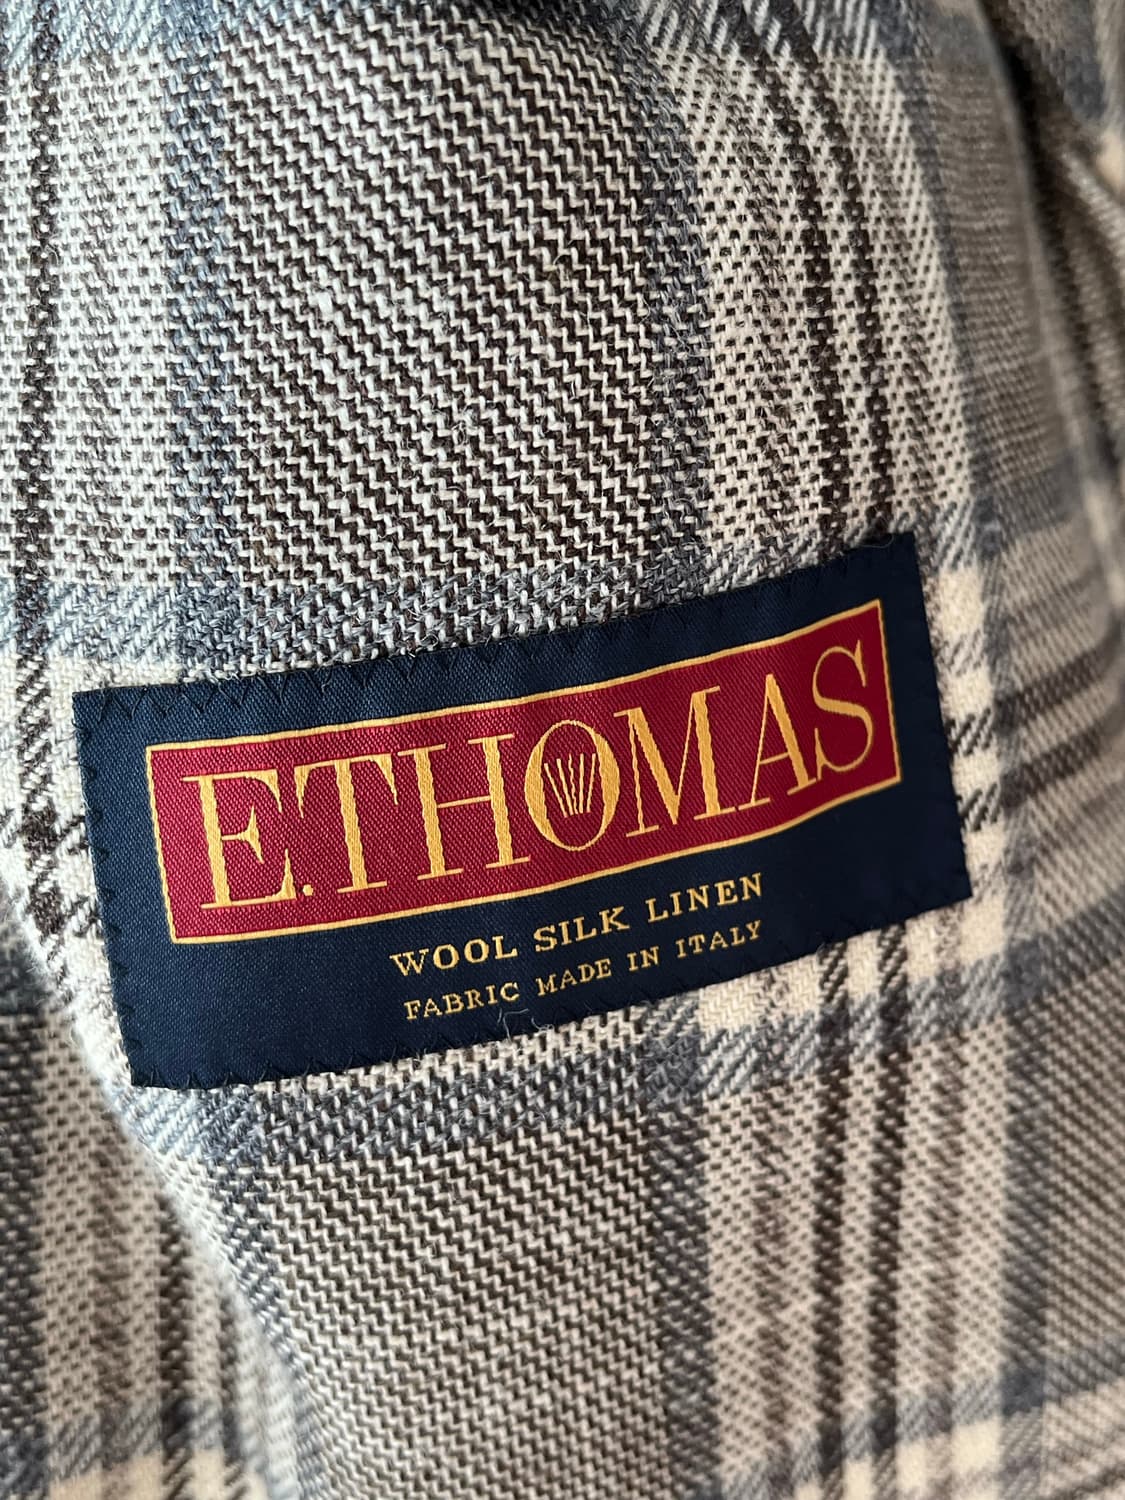 E.THOMAS
WOOL SILK LINEN
FABRIC MADE IN ITALY